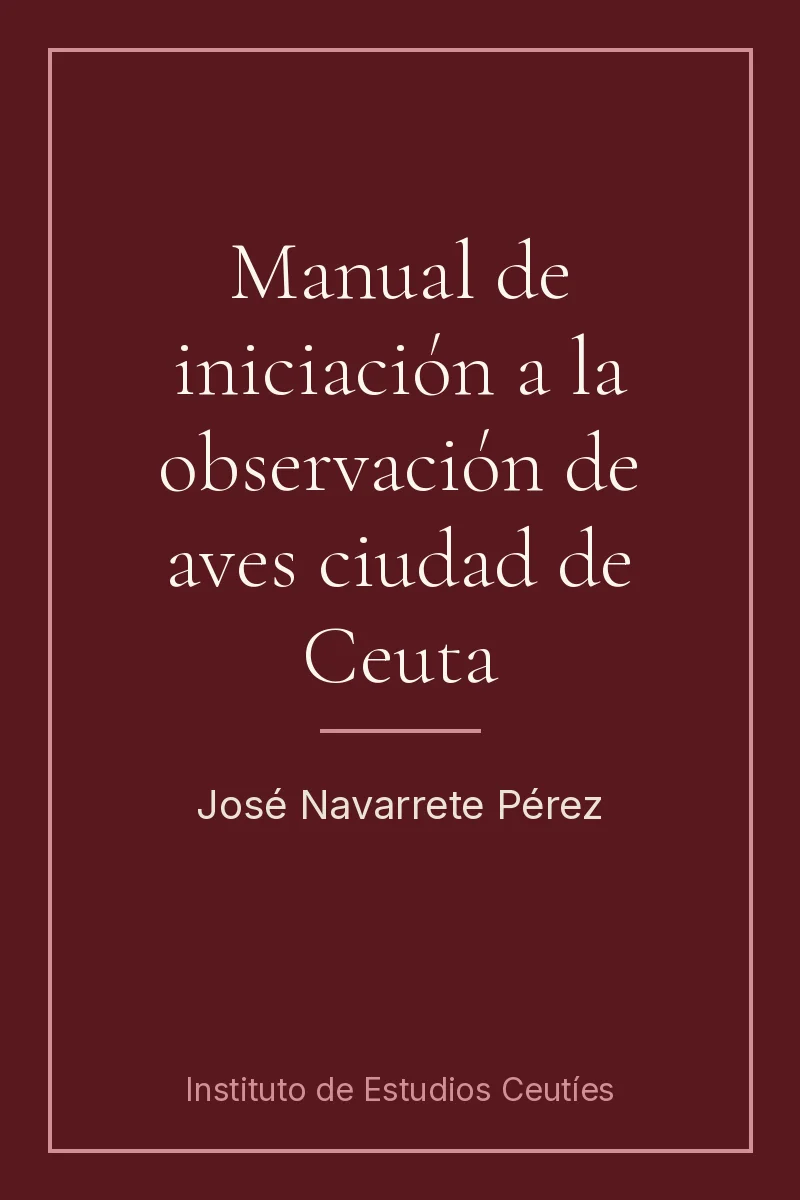 Manual de
iniciación a la
observación de
aves ciudad de
Ceuta
José Navarrete Pérez
Instituto de Estudios Ceutíes